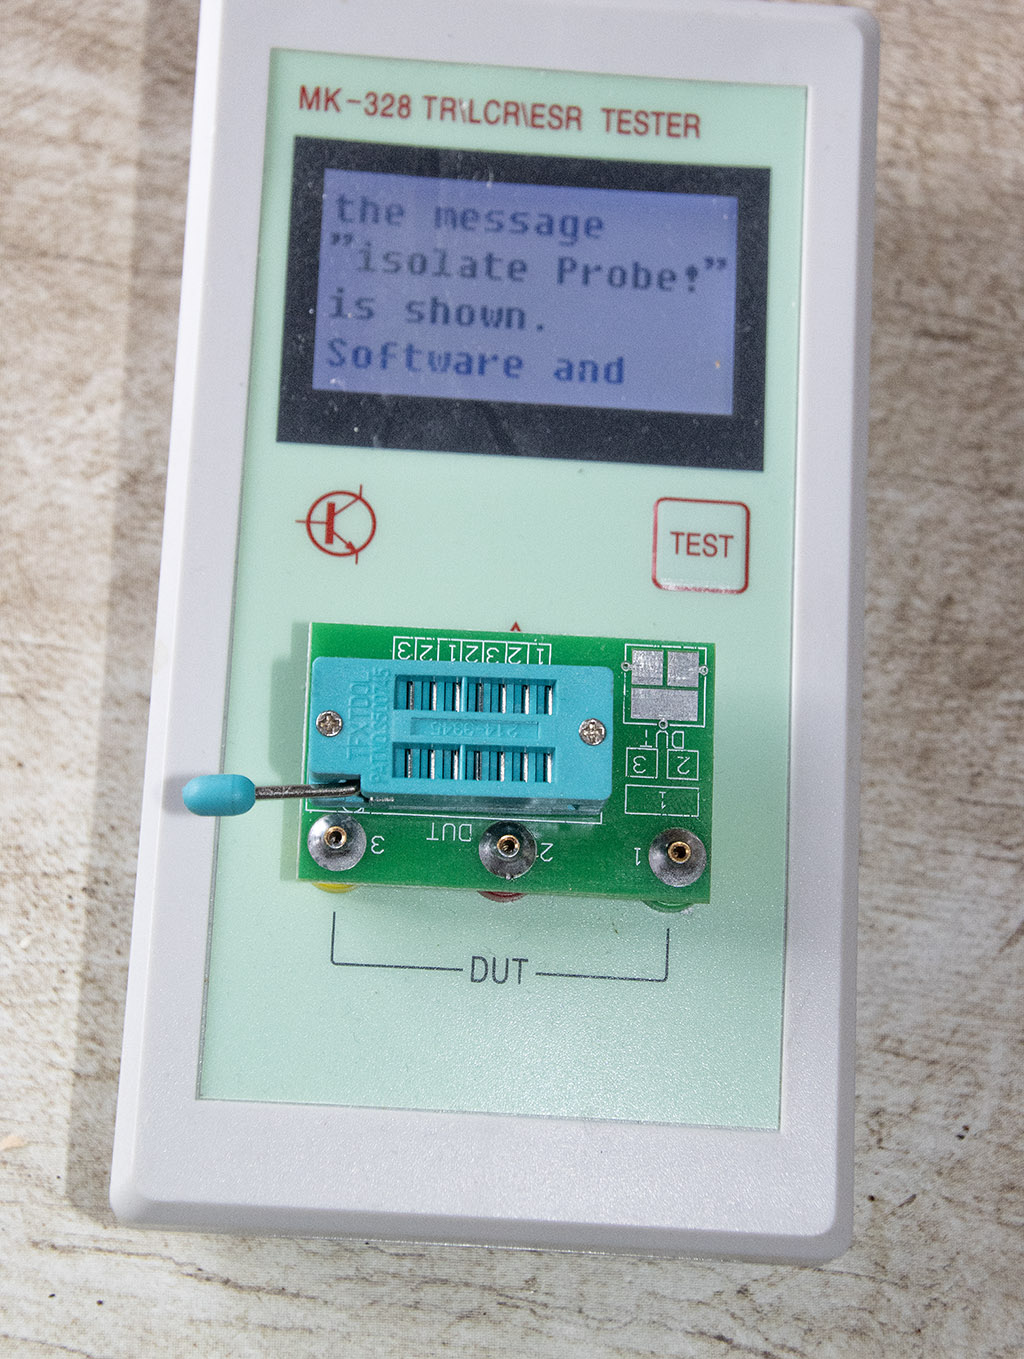 MK-328 TR\LCR\ESR TESTER
the message
"isolate Probe!"
is shown.
Software and
TEST
3 2 1 2 3 2 1
TFXTOOL
DUT
3 2
1
DUT
3 2 1
DUT